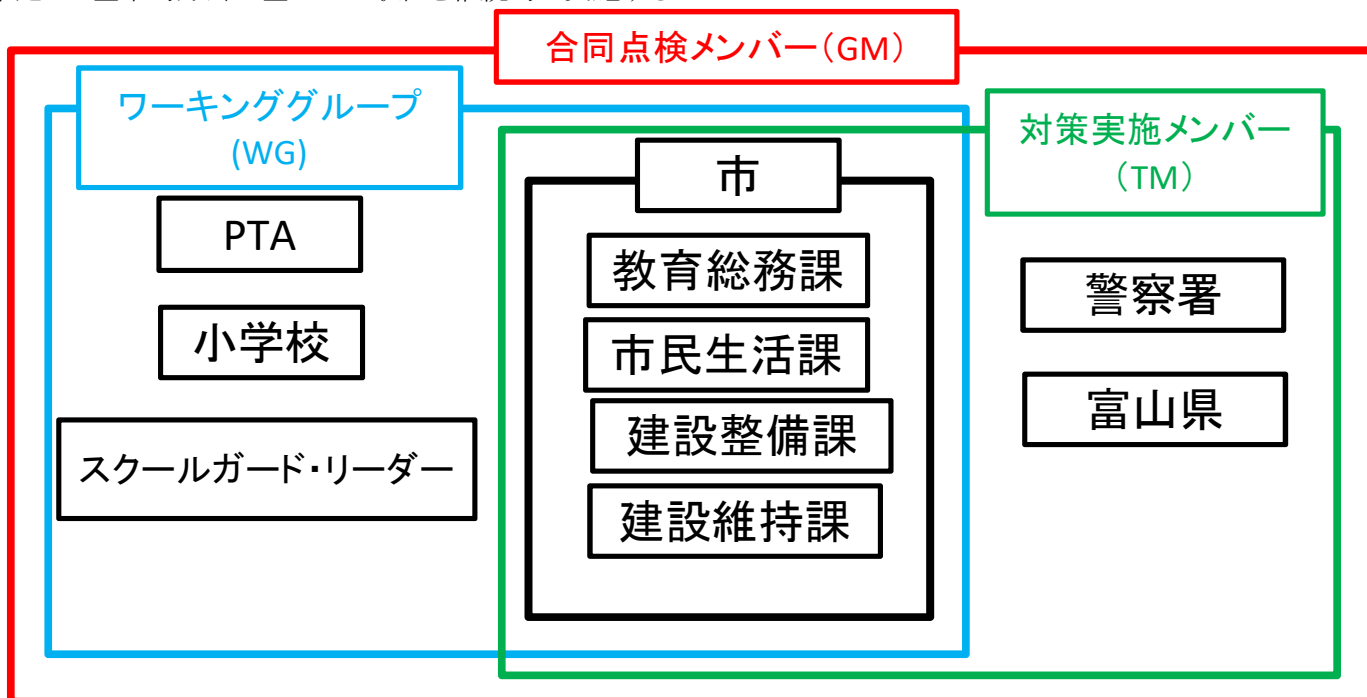 合同点検メンバー（GM）
ワーキンググループ
(WG)
対策実施メンバー
（TM）
市
PTA
教育総務課
警察署
小学校
市民生活課
富山県
建設整備課
スクールガード・リーダー
建設維持課